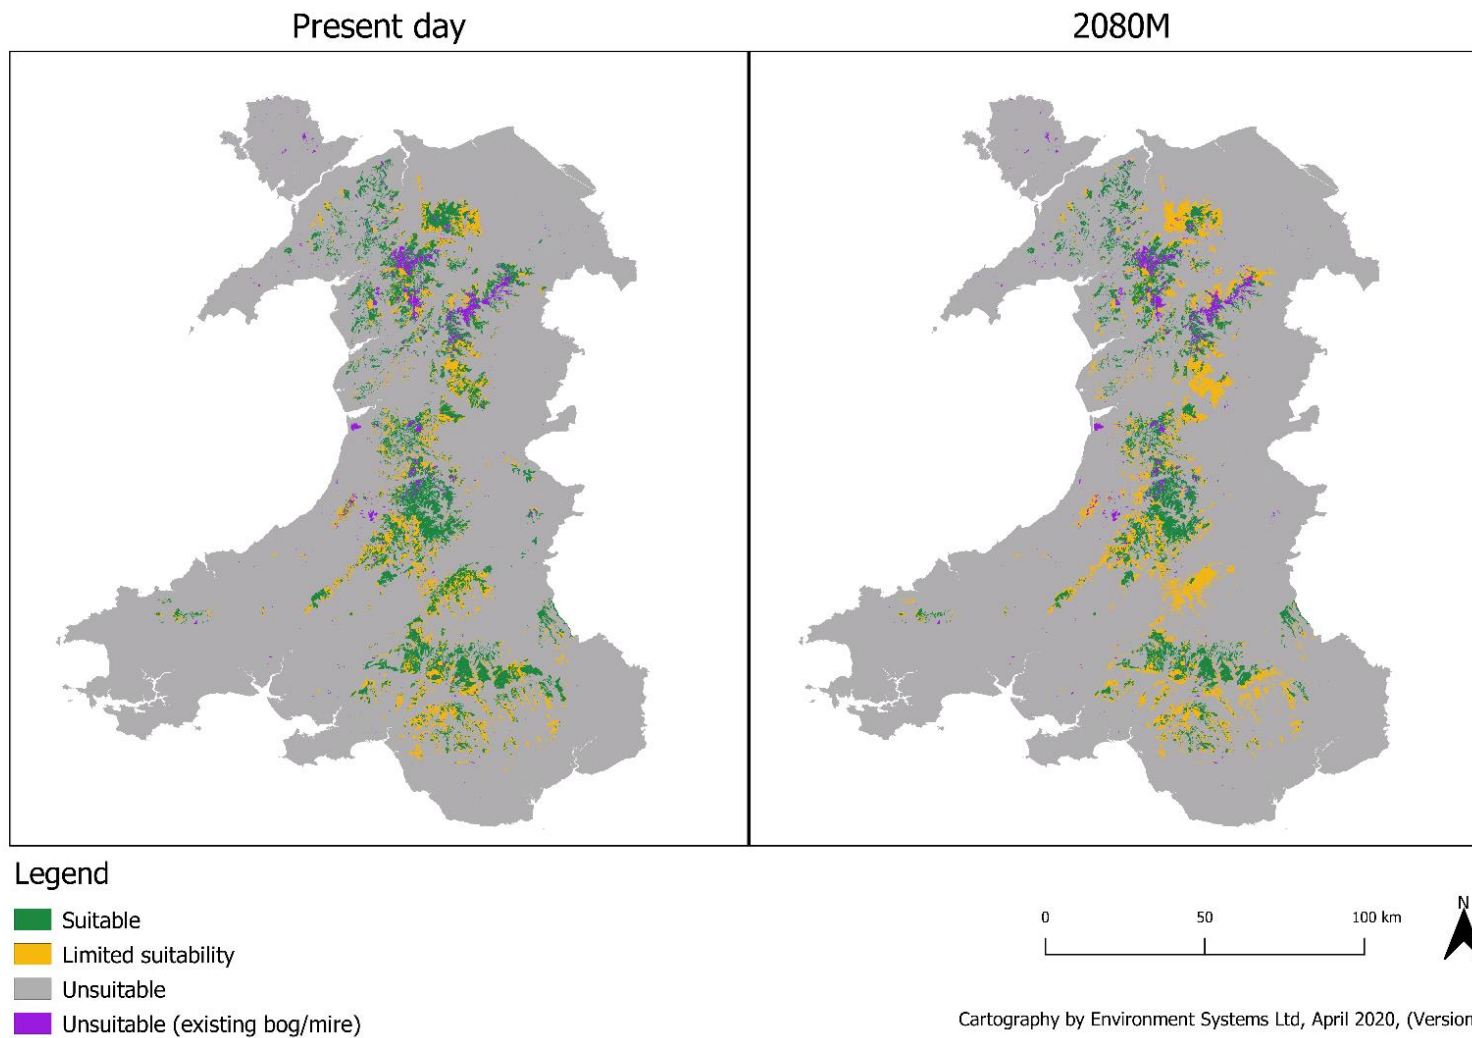 Present day
2080M
Legend
Suitable
Limited suitability
Unsuitable
Unsuitable (existing bog/mire)
0 50 100 km
N
Cartography by Environment Systems Ltd, April 2020, (Version